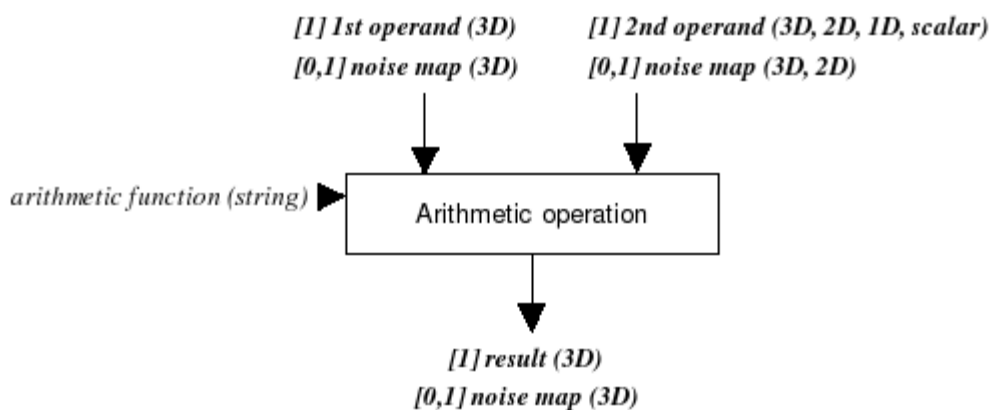 [1] 1st operand (3D)
[0,1] noise map (3D)
[1] 2nd operand (3D, 2D, 1D, scalar)
[0,1] noise map (3D, 2D)
arithmetic function (string)
Arithmetic operation
[1] result (3D)
[0,1] noise map (3D)